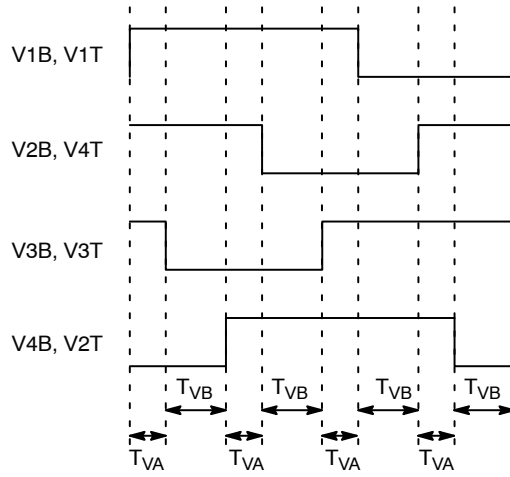 V1B, V1T
V2B, V4T
V3B, V3T
V4B, V2T
TVB TVB TVB TVB
TVA TVA TVA TVA